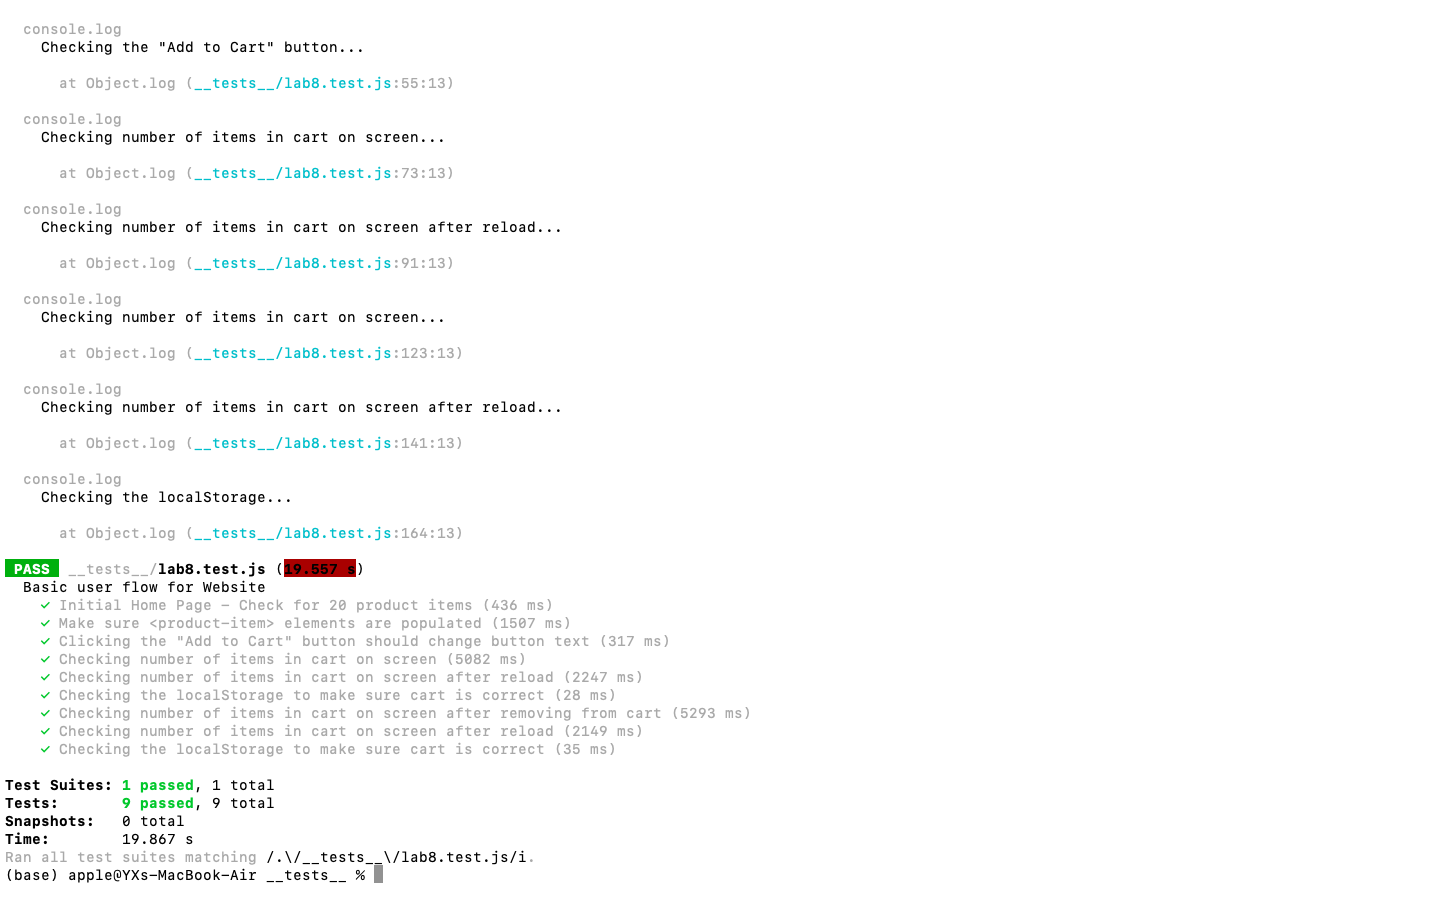 console.log
Checking the "Add to Cart" button...
at Object.log (__tests__/lab8.test.js:55:13)
console.log
Checking number of items in cart on screen...
at Object.log (__tests__/lab8.test.js:73:13)
console.log
Checking number of items in cart on screen after reload...
at Object.log (__tests__/lab8.test.js:91:13)
console.log
Checking number of items in cart on screen...
at Object.log (__tests__/lab8.test.js:123:13)
console.log
Checking number of items in cart on screen after reload...
at Object.log (__tests__/lab8.test.js:141:13)
console.log
Checking the localStorage...
at Object.log (__tests__/lab8.test.js:164:13)
PASS __tests__/lab8.test.js (19.557 s)
Basic user flow for Website
✓ Initial Home Page – Check for 20 product items (436 ms)
✓ Make sure <product-item> elements are populated (1507 ms)
✓ Clicking the "Add to Cart" button should change button text (317 ms)
✓ Checking number of items in cart on screen (5082 ms)
✓ Checking number of items in cart on screen after reload (2247 ms)
✓ Checking the localStorage to make sure cart is correct (28 ms)
✓ Checking number of items in cart on screen after removing from cart (5293 ms)
✓ Checking number of items in cart on screen after reload (2149 ms)
✓ Checking the localStorage to make sure cart is correct (35 ms)
Test Suites: 1 passed, 1 total
Tests: 9 passed, 9 total
Snapshots: 0 total
Time: 19.867 s
Ran all test suites matching /.\/__tests__\/lab8.test.js/i.
(base) apple@YXs-MacBook-Air __tests__ %